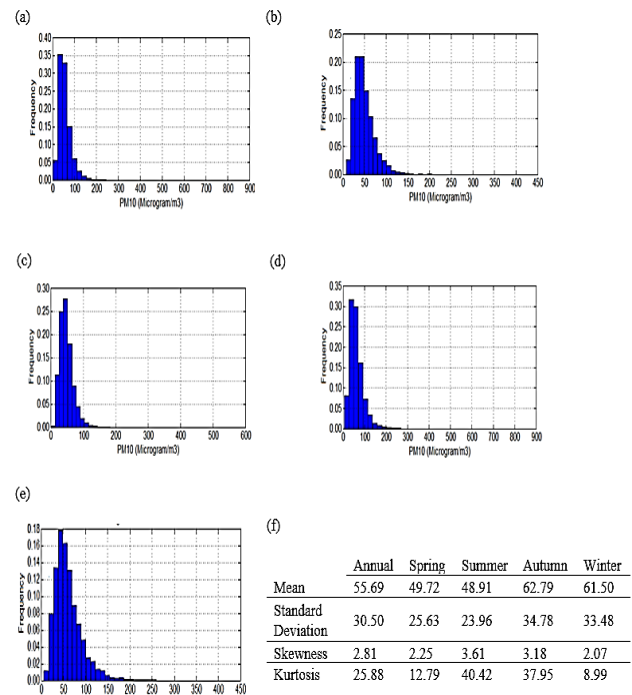 (a)
(b)
0.40
0.35
0.30
0.25
0.20
0.15
0.10
0.05
0.00
Frequency
0 100 200 300 400 500 600 700 800 900
PM10 (Microgram/m3)
0.25
0.20
0.15
0.10
0.05
0.00
Frequency
0 50 100 150 200 250 300 350 400 450
PM10 (Microgram/m3)
(c)
(d)
0.30
0.25
0.20
0.15
0.10
0.05
0.00
Frequency
0 100 200 300 400 500 600
PM10 (Microgram/m3)
0.35
0.30
0.25
0.20
0.15
0.10
0.05
0.00
Frequency
0 100 200 300 400 500 600 700 800 900
PM10 (Microgram/m3)
(e)
0.18
0.16
0.14
0.12
0.10
0.08
0.06
0.04
0.02
0.00
Frequency
50 100 150 200 250 300 350 400 450
(f)
Annual Spring Summer Autumn Winter
Mean 55.69 49.72 48.91 62.79 61.50
Standard
Deviation 30.50 25.63 23.96 34.78 33.48
Skewness 2.81 2.25 3.61 3.18 2.07
Kurtosis 25.88 12.79 40.42 37.95 8.99